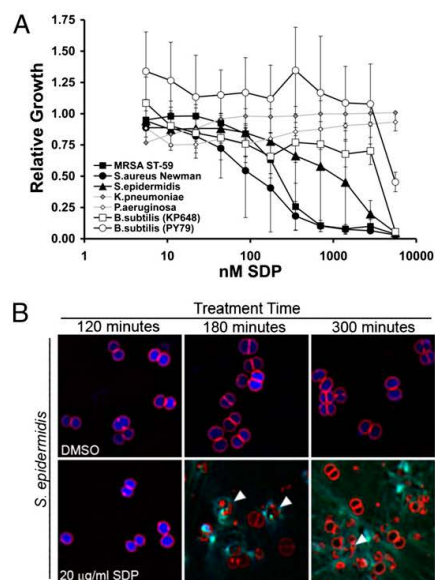 A
Relative Growth
1.75
1.50
1.25
1.00
0.75
0.50
0.25
0.00
MRSA ST-59
S.aureus Newman
S.epidermidis
K.pneumoniae
P.aeruginosa
B.subtilis (KP648)
B.subtilis (PY79)
1 10 100 1000 10000
nM SDP
B
Treatment Time
120 minutes 180 minutes 300 minutes
S. epidermidis
DMSO
20 ug/ml SDP